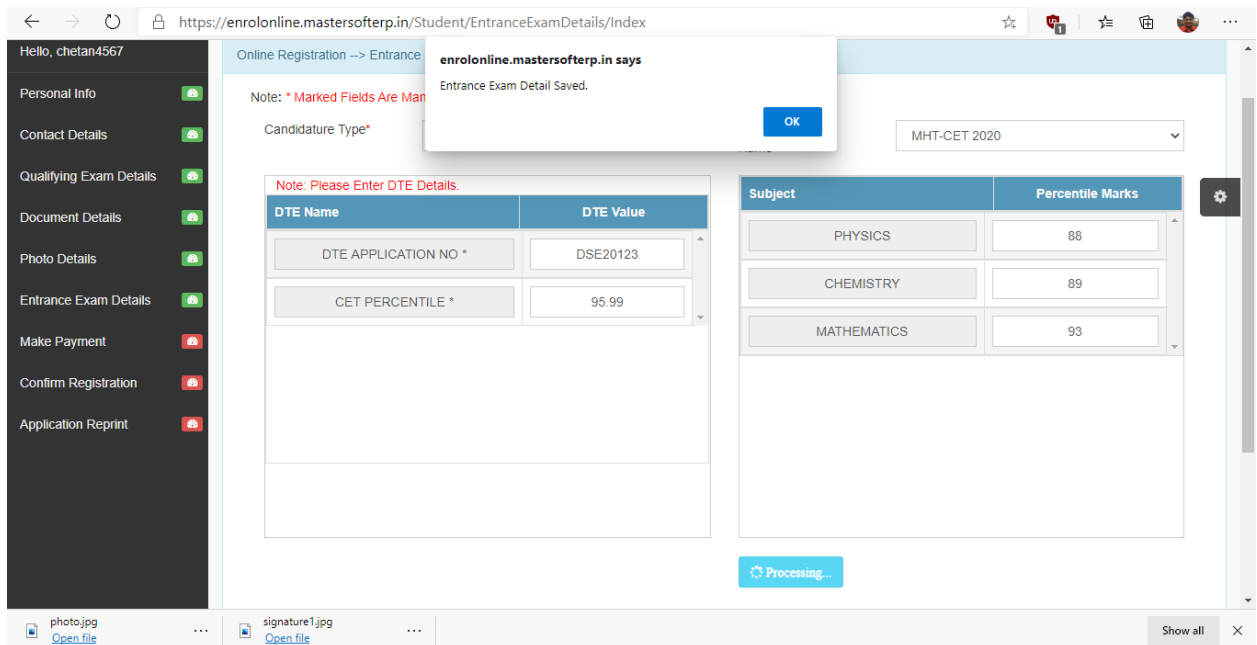 https://enrolonline.mastersofterp.in/Student/EntranceExamDetails/Index
Hello, chetan4567
Online Registration --> Entrance
enrolonline.mastersofterp.in says
Entrance Exam Detail Saved.
OK
Personal Info
Contact Details
Qualifying Exam Details
Document Details
Photo Details
Entrance Exam Details
Make Payment
Confirm Registration
Application Reprint
Note: * Marked Fields Are Man
Candidature Type*
MHT-CET 2020
Note: Please Enter DTE Details.
DTE Name DTE Value
DTE APPLICATION NO * DSE20123
CET PERCENTILE * 95.99
Subject Percentile Marks
PHYSICS 88
CHEMISTRY 89
MATHEMATICS 93
Processing...
photo.jpg
Open file
signature1.jpg
Open file
Show all